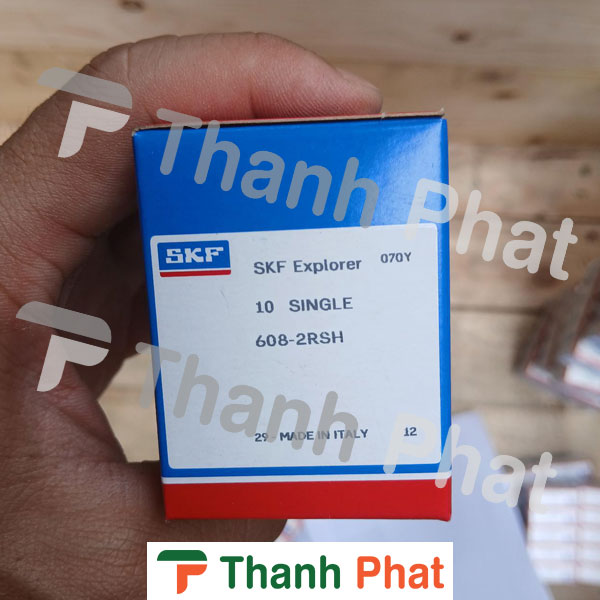 Thanh Phat
SKF
SKF Explorer 070Y
10 SINGLE
608-2RSH
Thanh Phat
29 - MADE IN ITALY 12
Thanh Phat